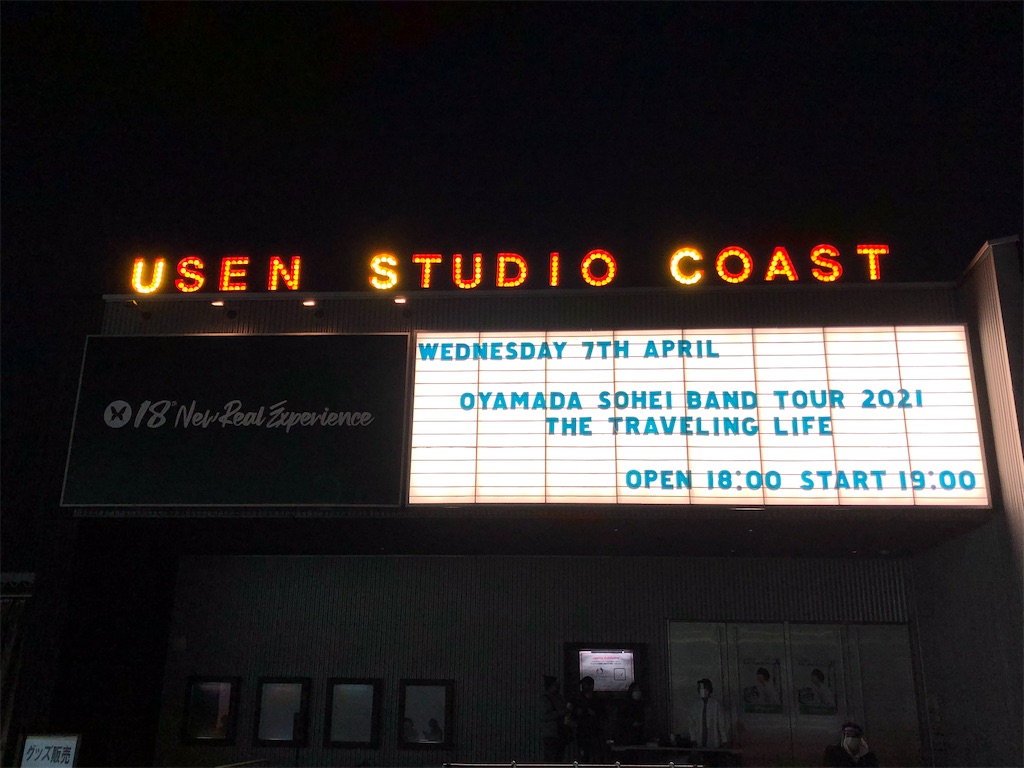 USEN STUDIO COAST
18th New Real Experience
WEDNESDAY 7TH APRIL
OYAMADA SOHEI BAND TOUR 2021
THE TRAVELING LIFE
OPEN 18:00 START 19:00
グッズ販売